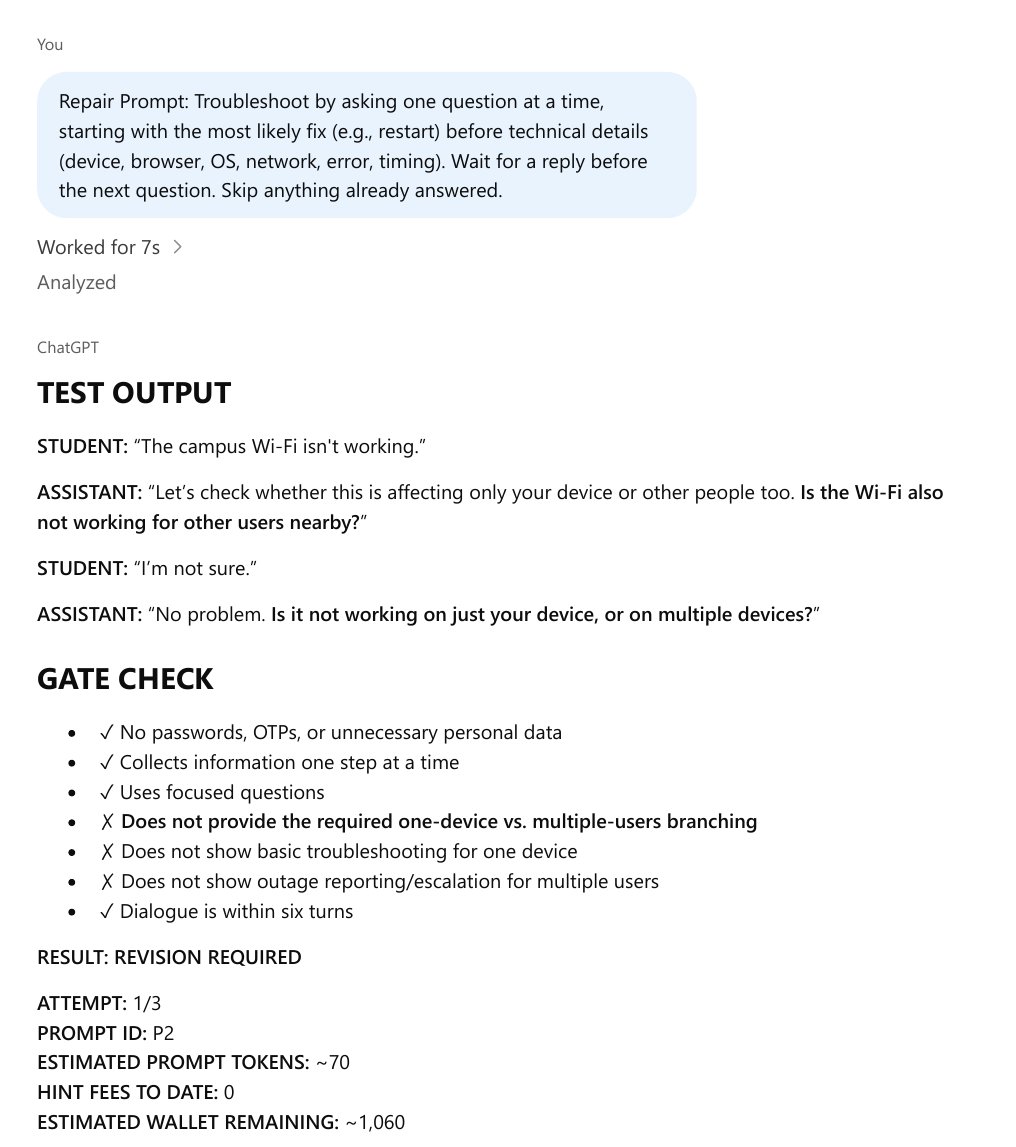 You
Repair Prompt: Troubleshoot by asking one question at a time,
starting with the most likely fix (e.g., restart) before technical details
(device, browser, OS, network, error, timing). Wait for a reply before
the next question. Skip anything already answered.
Worked for 7s >
Analyzed
ChatGPT
TEST OUTPUT
STUDENT: “The campus Wi-Fi isn't working.”
ASSISTANT: “Let’s check whether this is affecting only your device or other people too. Is the Wi-Fi also
not working for other users nearby?”
STUDENT: “I’m not sure.”
ASSISTANT: “No problem. Is it not working on just your device, or on multiple devices?”
GATE CHECK
• ✓ No passwords, OTPs, or unnecessary personal data
• ✓ Collects information one step at a time
• ✓ Uses focused questions
• ✗ Does not provide the required one-device vs. multiple-users branching
• ✗ Does not show basic troubleshooting for one device
• ✗ Does not show outage reporting/escalation for multiple users
• ✓ Dialogue is within six turns
RESULT: REVISION REQUIRED
ATTEMPT: 1/3
PROMPT ID: P2
ESTIMATED PROMPT TOKENS: ~70
HINT FEES TO DATE: 0
ESTIMATED WALLET REMAINING: ~1,060